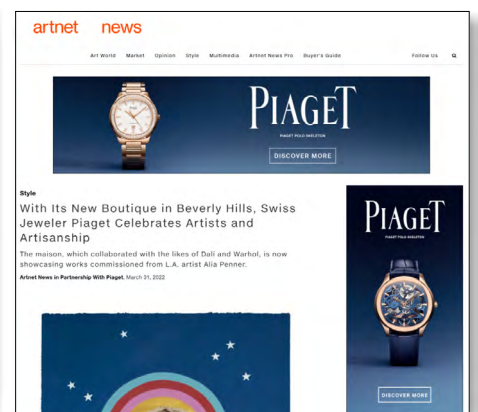 artnet news
Art World Market Opinion Style Multimedia Artnet News Pro Buyer's Guide Follow Us
PIAGET
PIAGET POLO SKELETON
DISCOVER MORE
Style
With Its New Boutique in Beverly Hills, Swiss
Jeweler Piaget Celebrates Artists and
Artisanship
The maison, which collaborated with the likes of Dalí and Warhol, is now
showcasing works commissioned from L.A. artist Alia Penner.
Artnet News in Partnership With Piaget, March 31, 2022
PIAGET
PIAGET POLO SKELETON
DISCOVER MORE